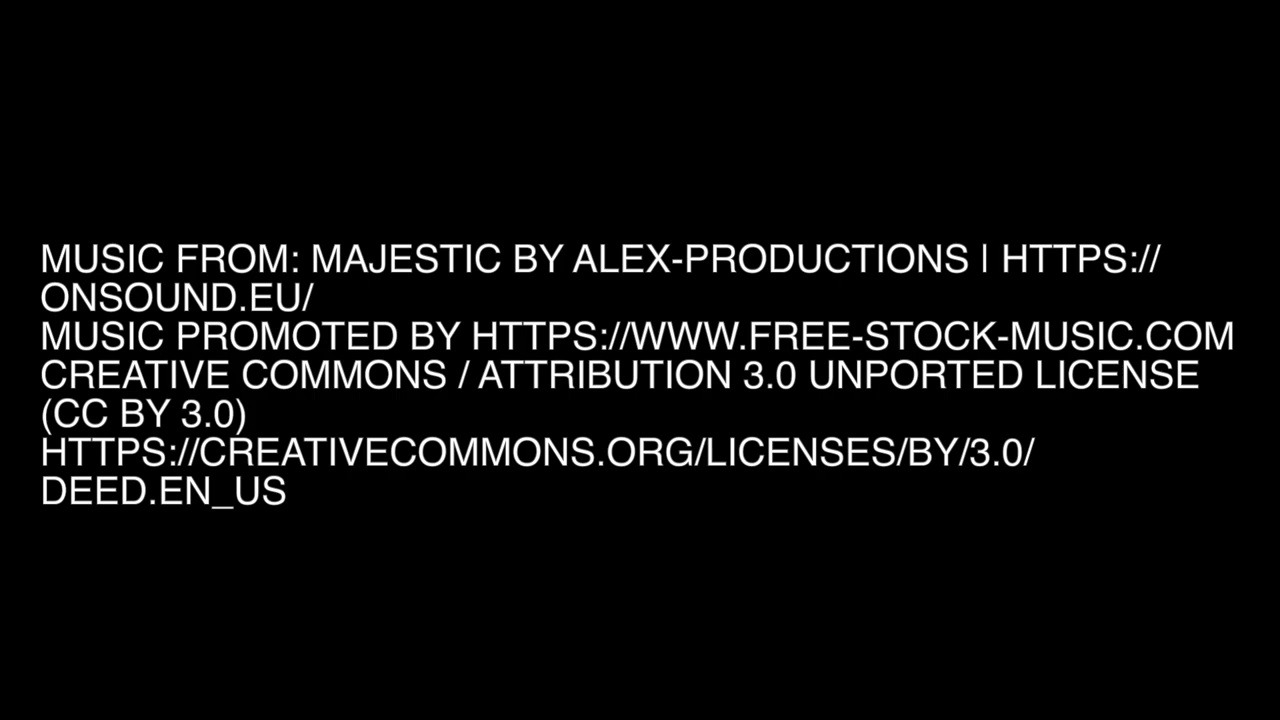 MUSIC FROM: MAJESTIC BY ALEX-PRODUCTIONS | HTTPS://
ONSOUND.EU/
MUSIC PROMOTED BY HTTPS://WWW.FREE-STOCK-MUSIC.COM
CREATIVE COMMONS / ATTRIBUTION 3.0 UNPORTED LICENSE
(CC BY 3.0)
HTTPS://CREATIVECOMMONS.ORG/LICENSES/BY/3.0/
DEED.EN_US